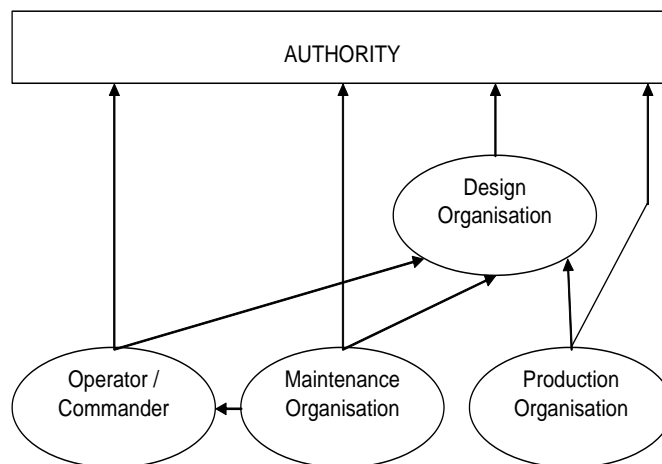 AUTHORITY
Design
Organisation
Operator /
Commander
Maintenance
Organisation
Production
Organisation